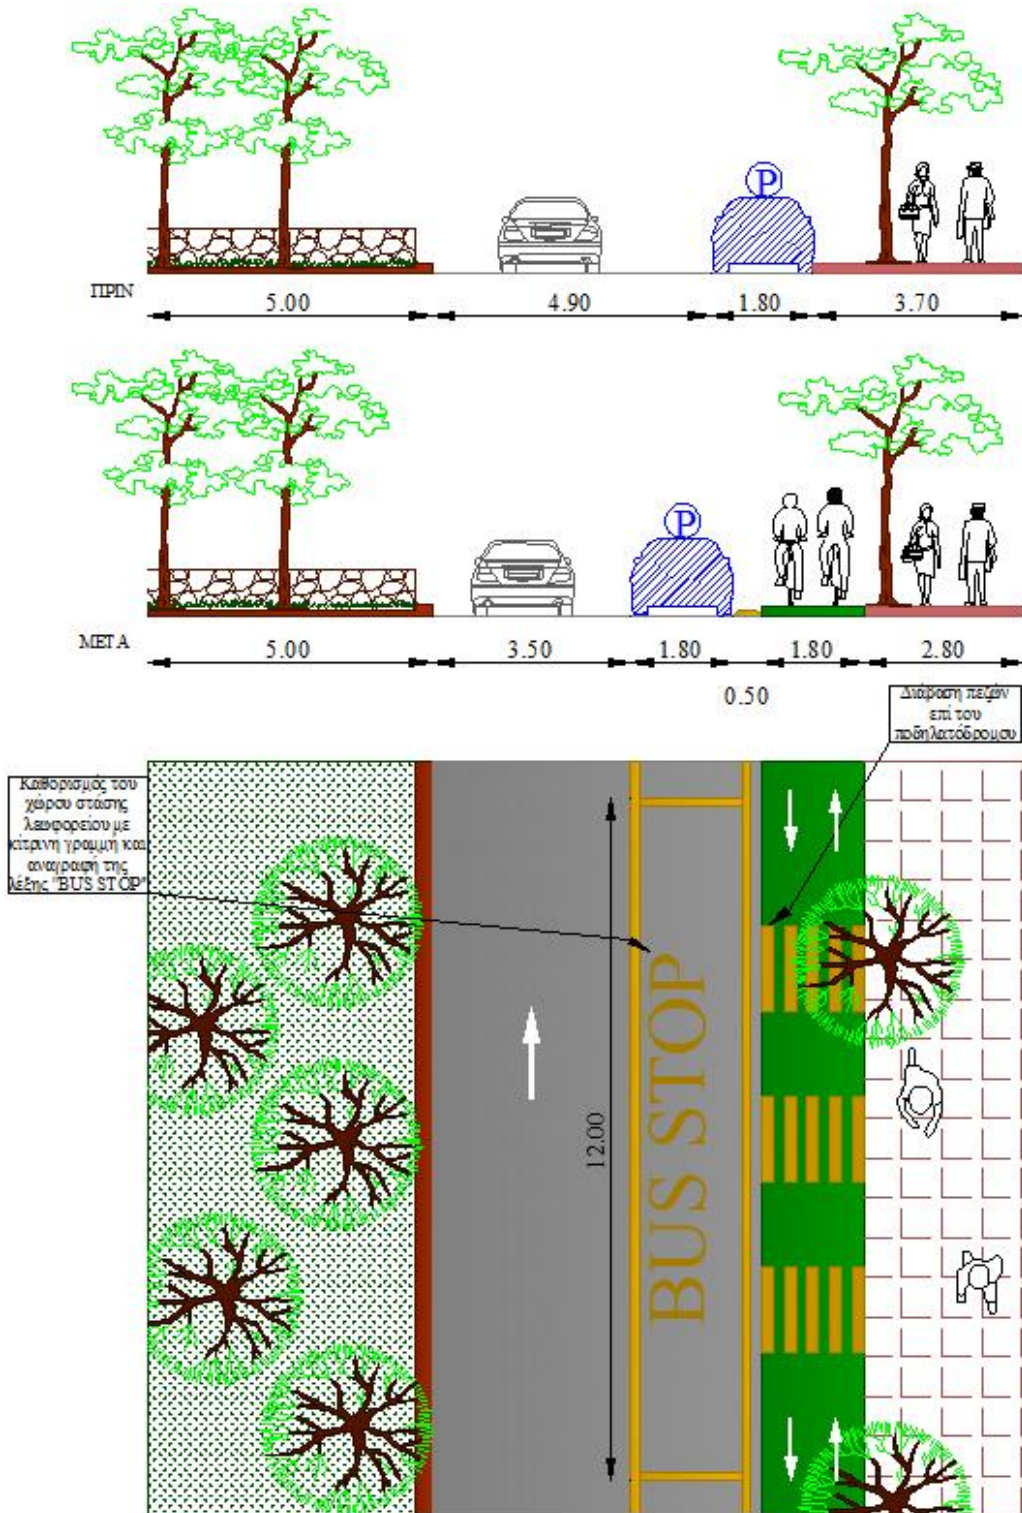 P
ΠΡΙΝ
5.00 4.90 1.80 3.70
P
ΜΕΤΑ
5.00 3.50 1.80 1.80 2.80
0.50
Διάβαση πεζών
επί του
ποδηλατόδρομου
Καθορισμός του
χώρου στάσης
λεωφορείου με
κίτρινη γραμμή και
αναγραφή της
λέξης "BUS STOP"
12.00
BUS STOP